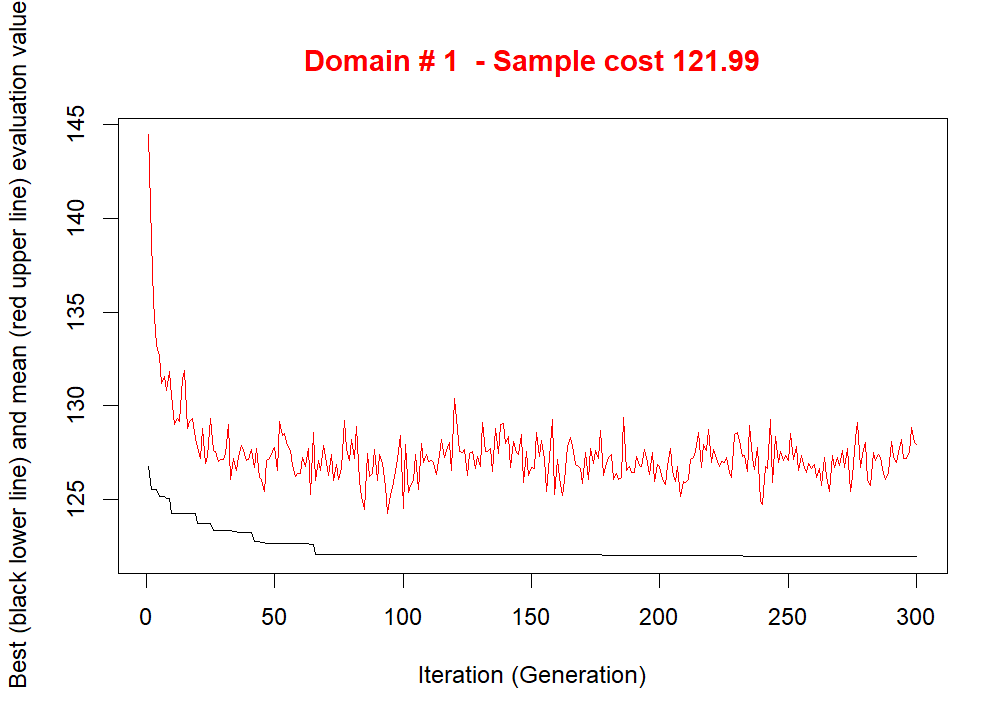 Domain # 1  - Sample cost 121.99
Best (black lower line) and mean (red upper line) evaluation value
145
140
135
130
125
0 50 100 150 200 250 300
Iteration (Generation)